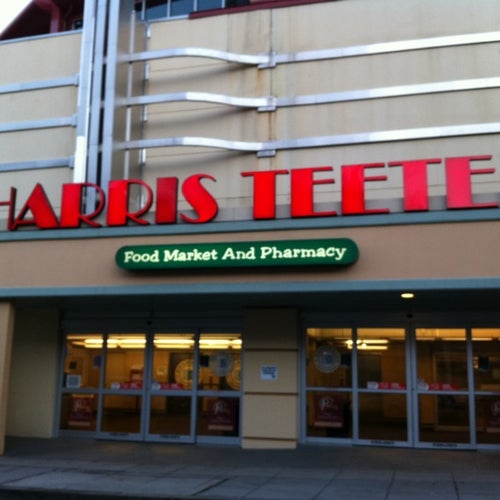 HARRIS TEETE
Food Market And Pharmacy